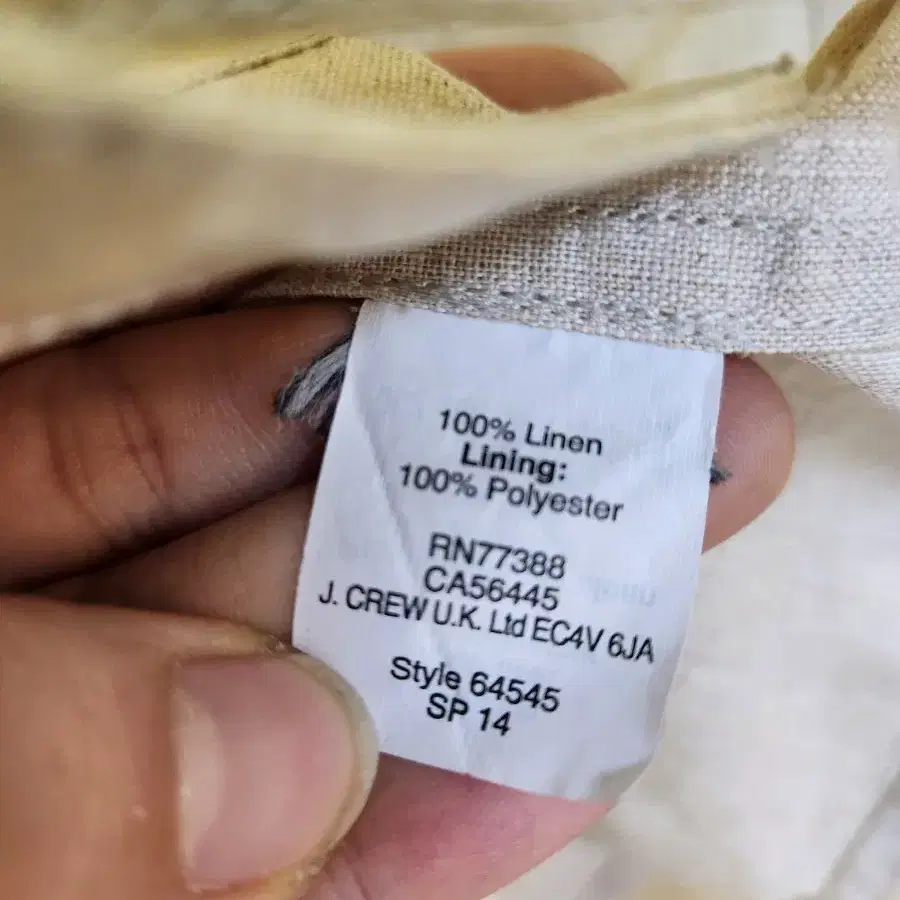 100% Linen
Lining:
100% Polyester
RN77388
CA56445
J. CREW U.K. Ltd EC4V 6JA
Style 64545
SP 14